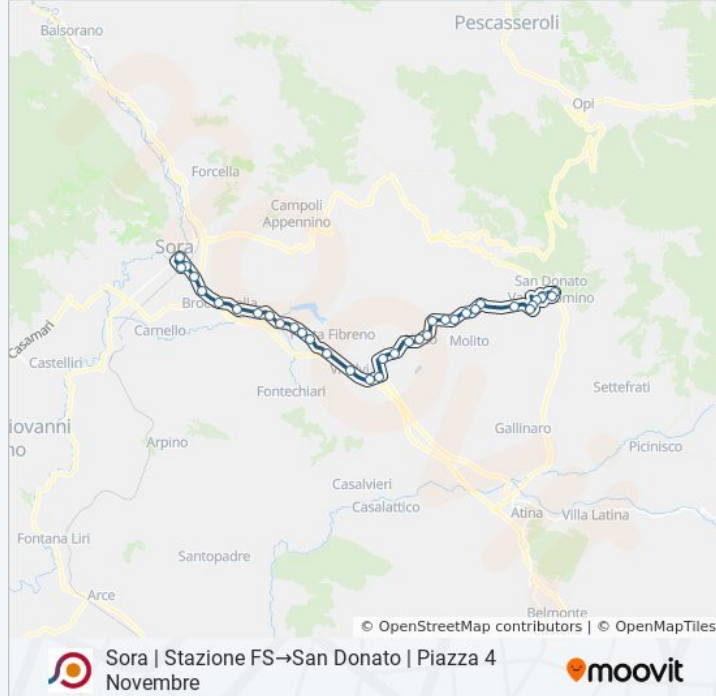 Pescasseroli
Balsorano
Opi
Forcella
Campoli
Appennino
Sora
San Donato
Carnello
Casamari
Molito
Castelliri
Settefrati
Fontechiari
iovanni
no
Gallinaro
Arpino
Picinisco
Casalvieri
Casalattico
Atina
Villa Latina
Fontana Liri
Santopadre
Arce
Belmonte
© OpenStreetMap contributors | © OpenMapTiles
Sora | Stazione FS→San Donato | Piazza 4
Novembre
moovit